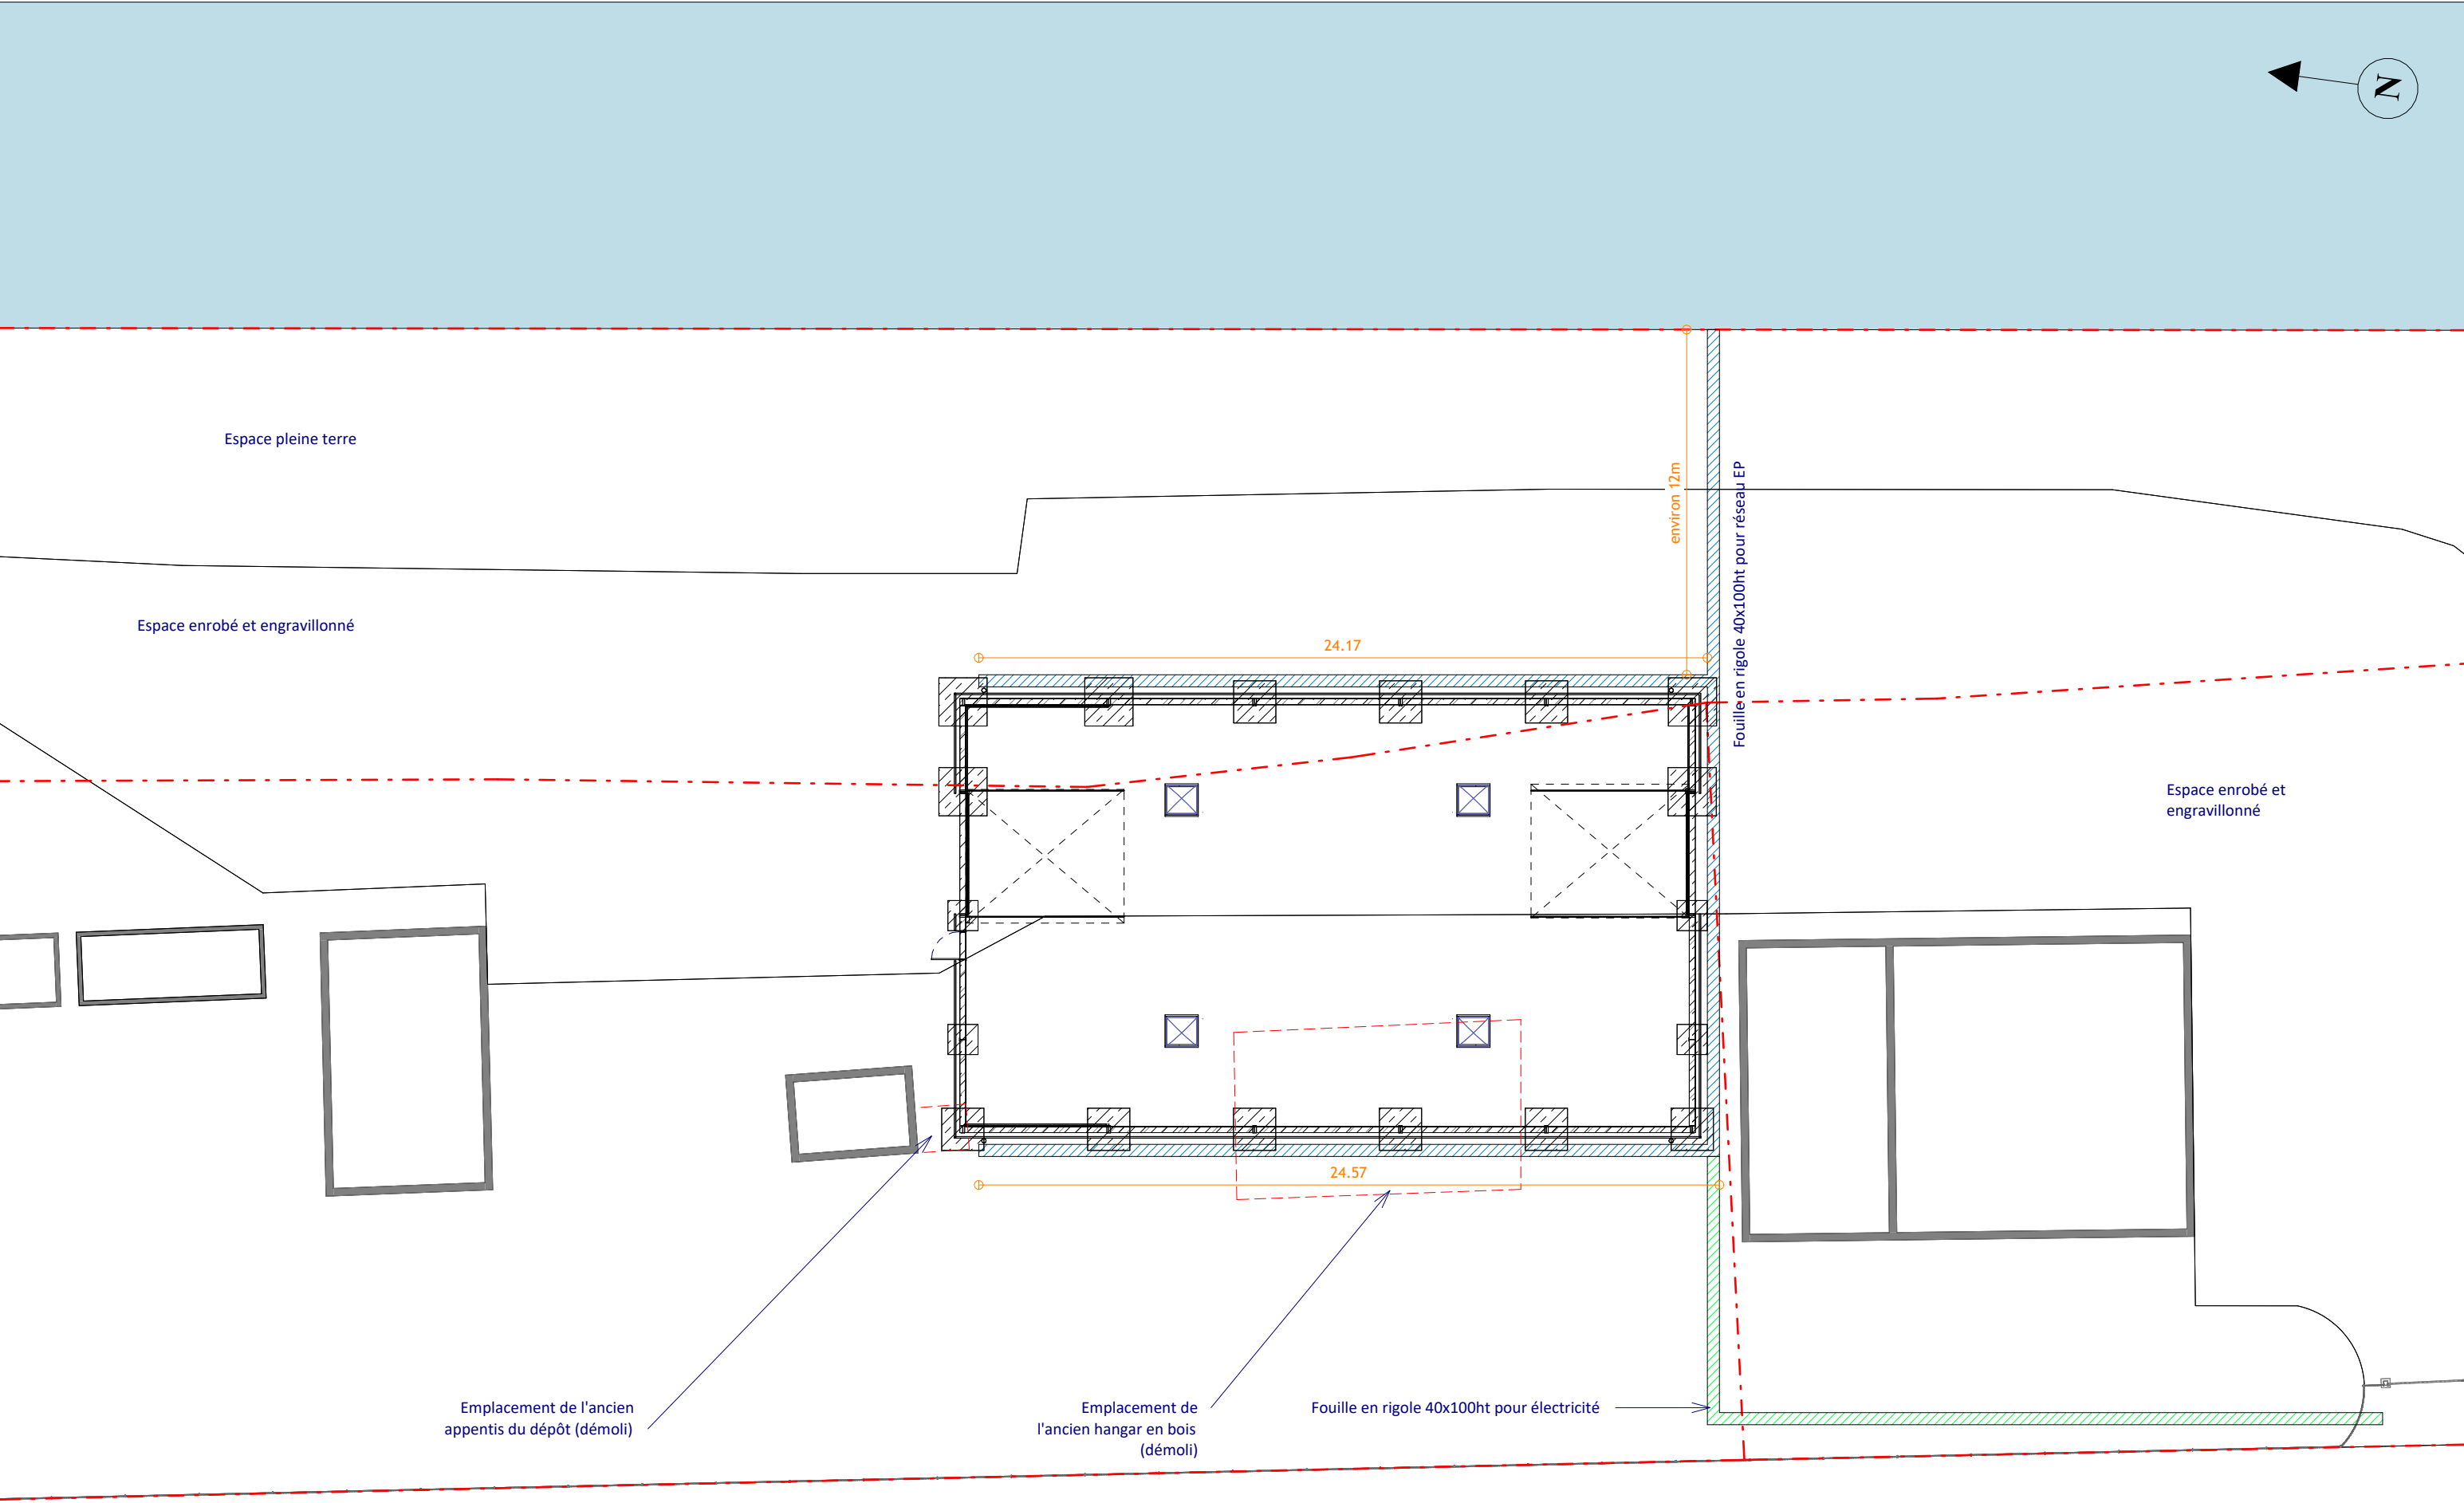 N
Espace pleine terre
environ 12m
Fouille en rigole 40x100ht pour réseau EP
Espace enrobé et engravillonné
24.17
Espace enrobé et
engravillonné
24.57
Emplacement de l'ancien
appentis du dépôt (démoli)
Emplacement de
l'ancien hangar en bois
(démoli)
Fouille en rigole 40x100ht pour électricité